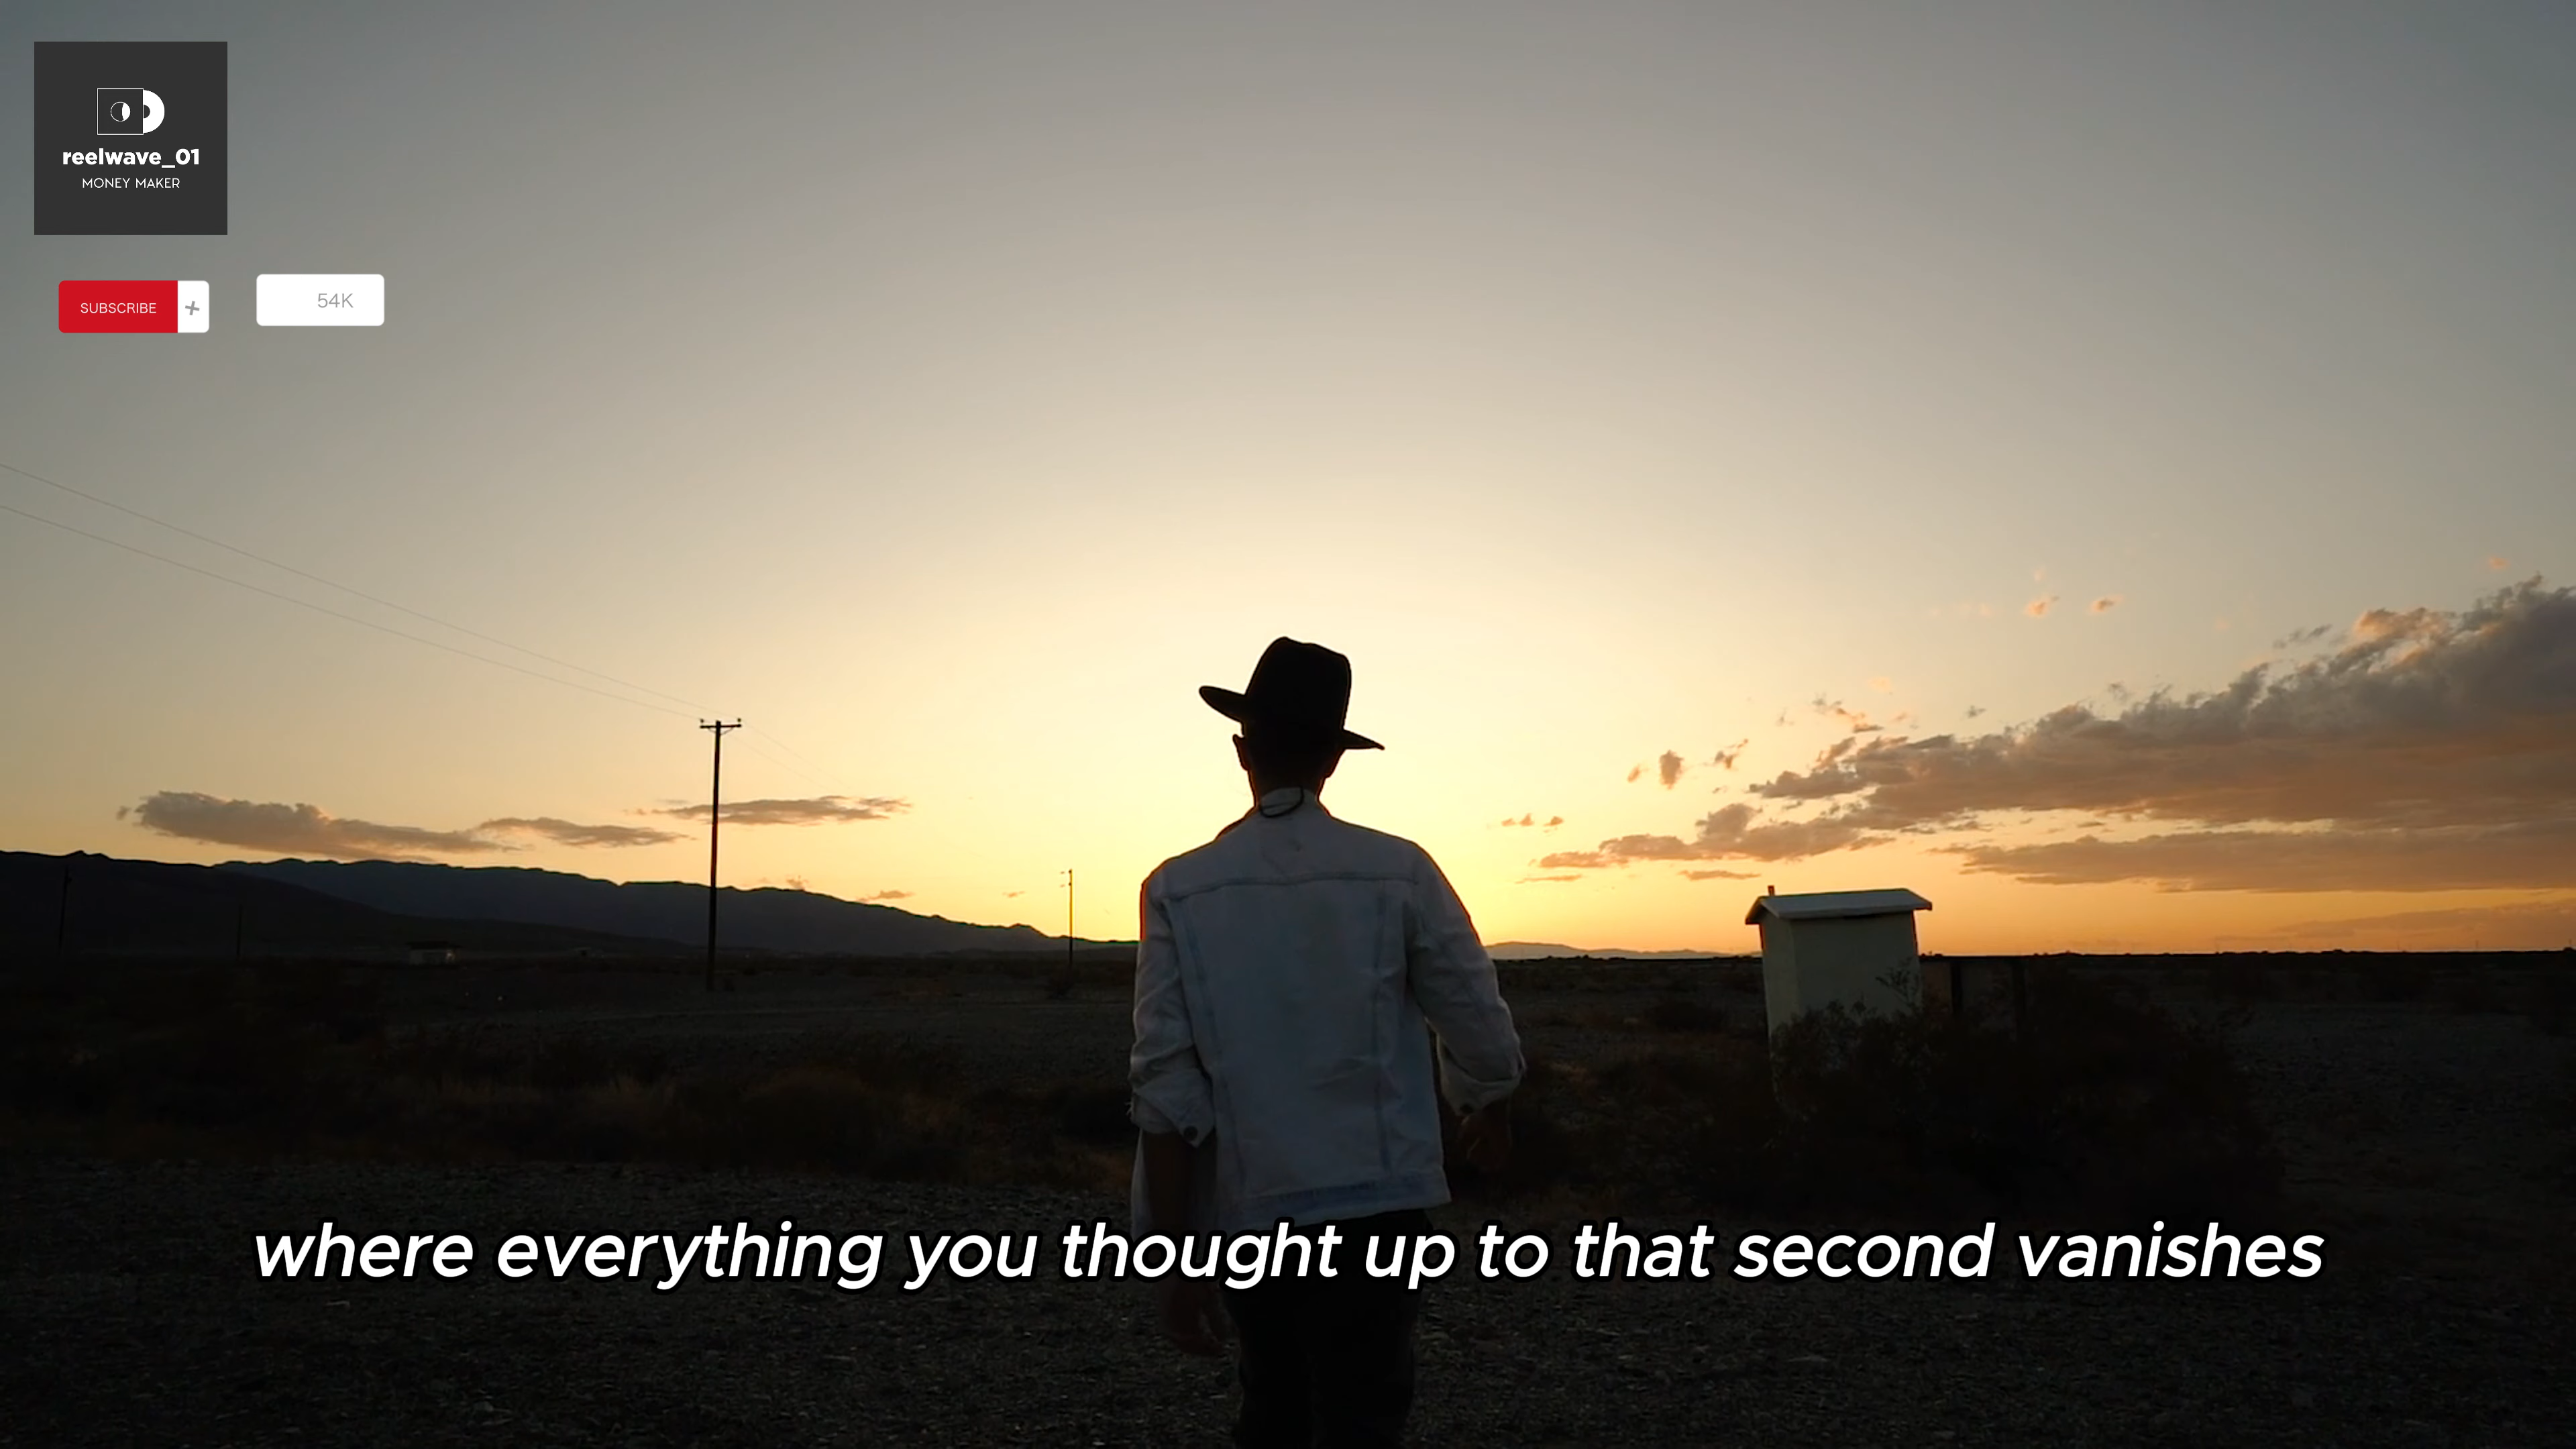 reelwave_01
MONEY MAKER
SUBSCRIBE
54K
where everything you thought up to that second vanishes